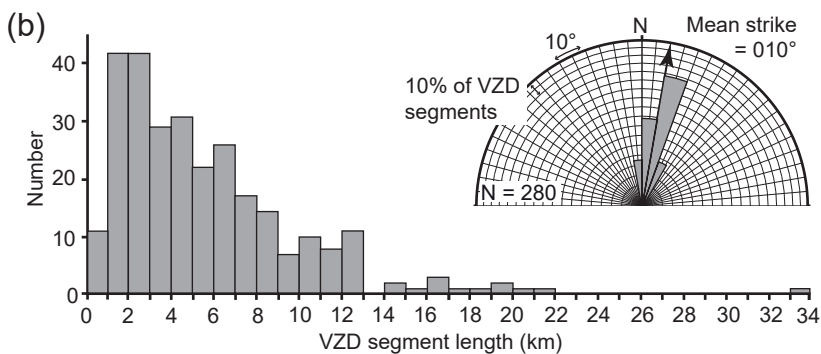 (b)
N
Mean strike
= 010°
10°
10% of VZD
segments
N = 280
Number
40
30
20
10
0
0 2 4 6 8 10 12 14 16 18 20 22 24 26 28 30 32 34
VZD segment length (km)